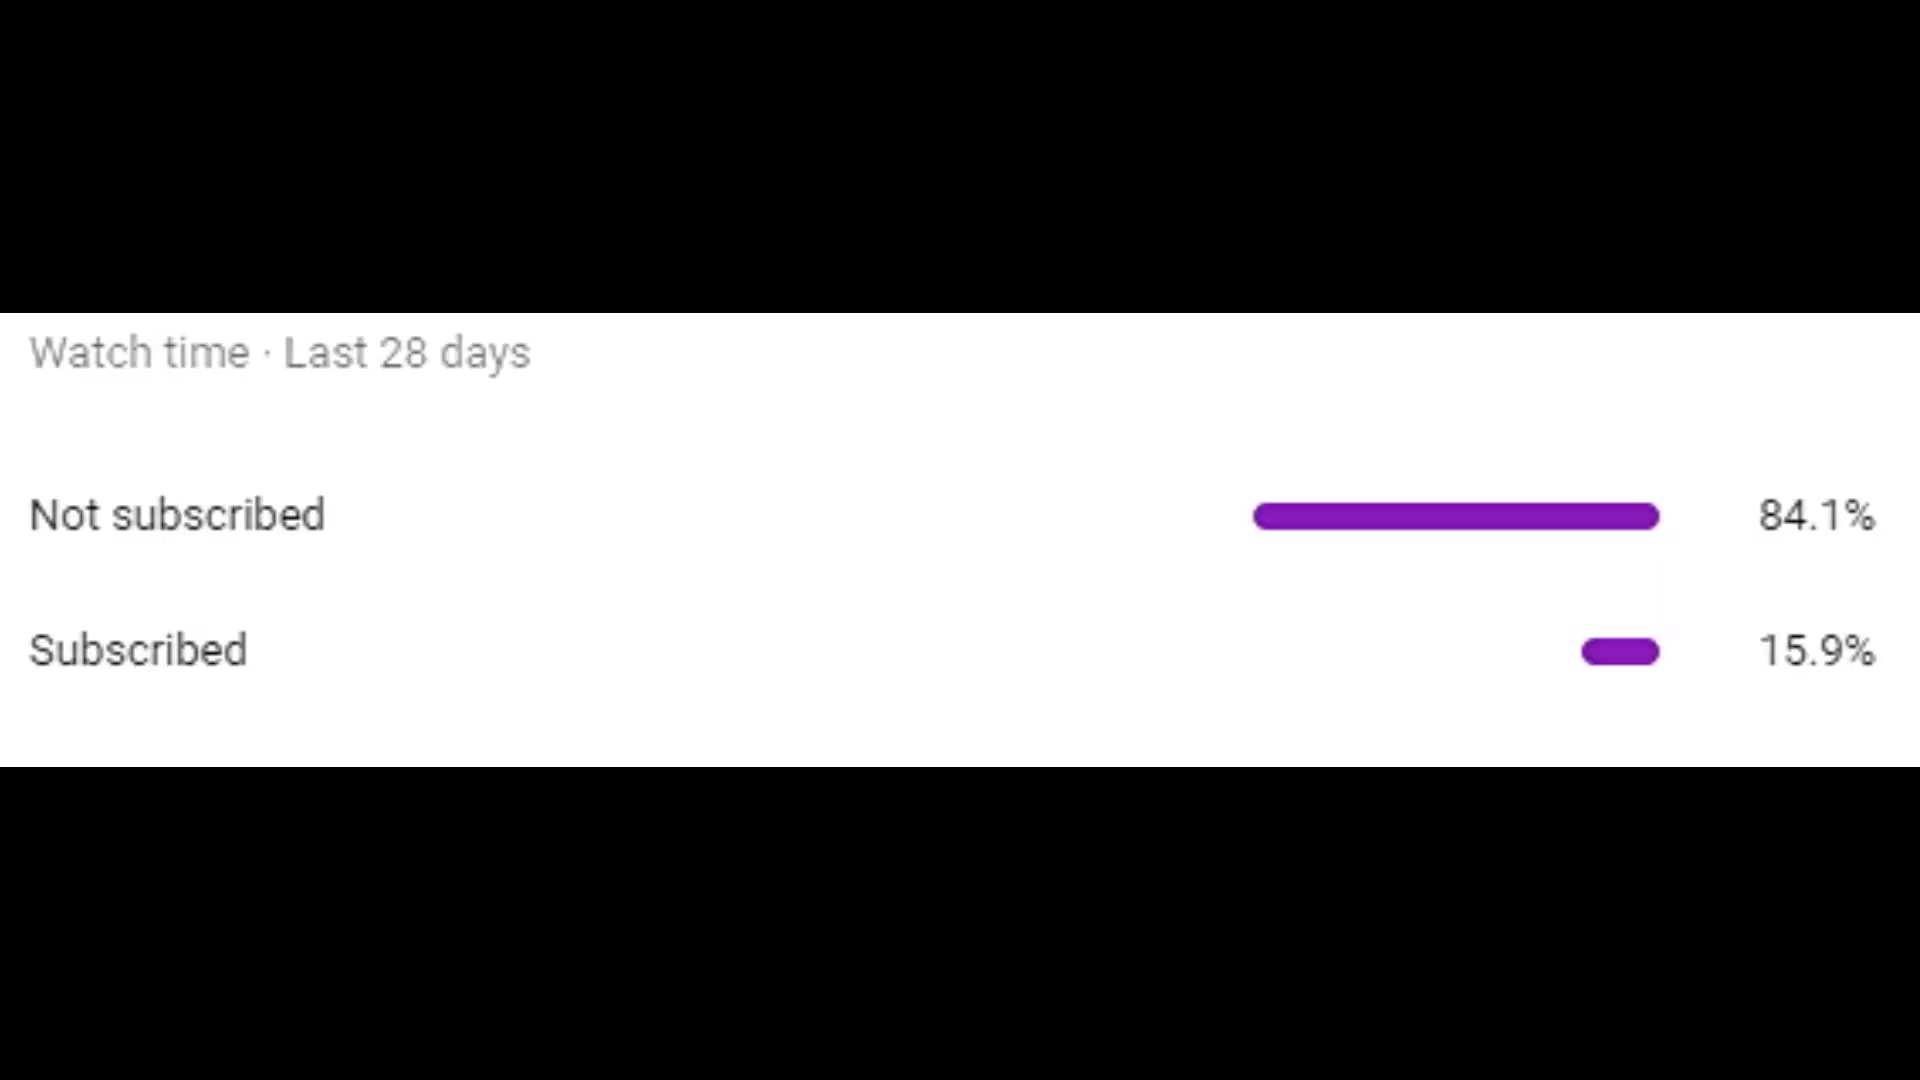 Watch time · Last 28 days
Not subscribed 84.1%
Subscribed 15.9%